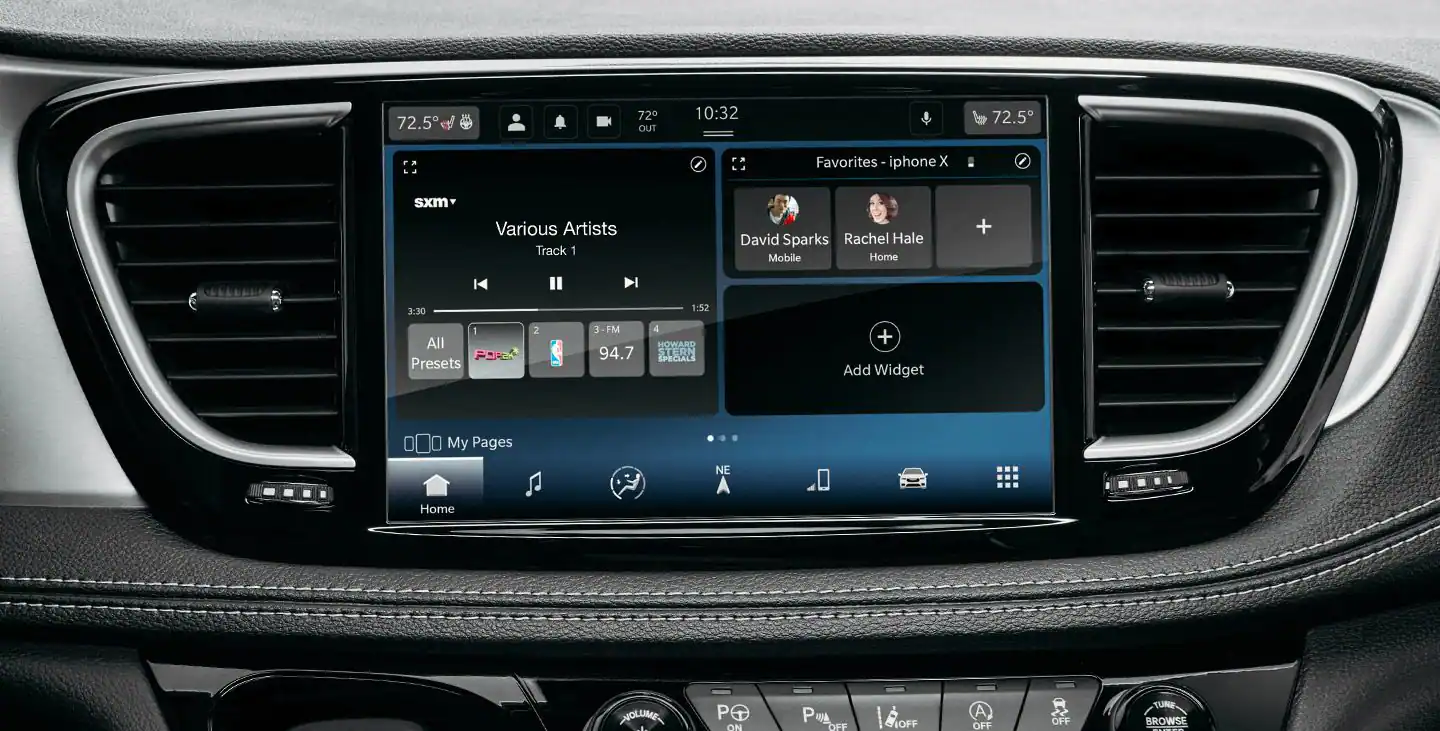 72.5°
72°
OUT
10:32
72.5°
sxm
Various Artists
Track 1
3:30
1:52
All
Presets
1
2
3 - FM
94.7
4
HOWARD
STERN
SPECIALS
Favorites - iphone X
David Sparks
Mobile
Rachel Hale
Home
Add Widget
My Pages
Home
NE
VOLUME
P
ON
P
OFF
OFF
A
OFF
OFF
TUNE
BROWSE
ENTER